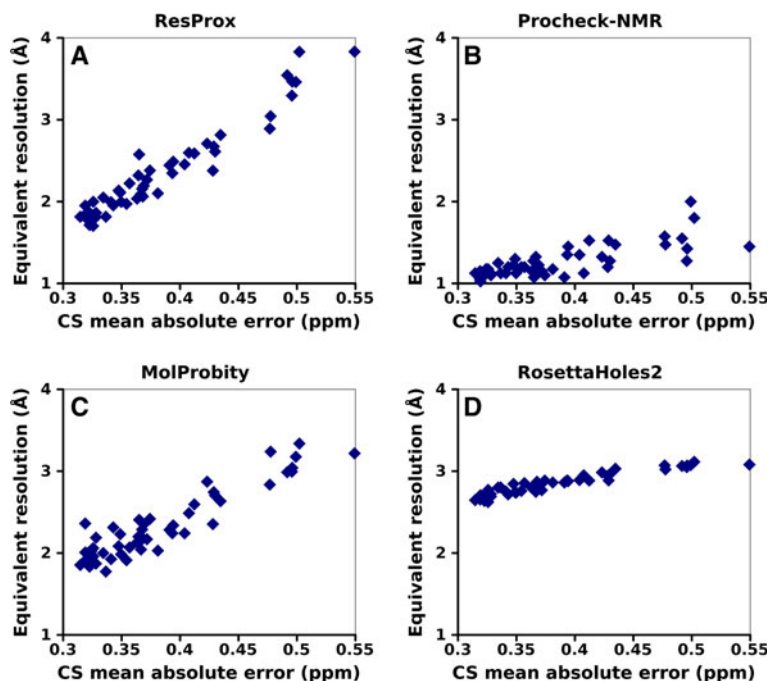 ResProx
A
Equivalent resolution (Å)
4
3
2
1
0.3 0.35 0.4 0.45 0.5 0.55
CS mean absolute error (ppm)
Procheck-NMR
B
Equivalent resolution (Å)
4
3
2
1
0.3 0.35 0.4 0.45 0.5 0.55
CS mean absolute error (ppm)
MolProbity
C
Equivalent resolution (Å)
4
3
2
1
0.3 0.35 0.4 0.45 0.5 0.55
CS mean absolute error (ppm)
RosettaHoles2
D
Equivalent resolution (Å)
4
3
2
1
0.3 0.35 0.4 0.45 0.5 0.55
CS mean absolute error (ppm)